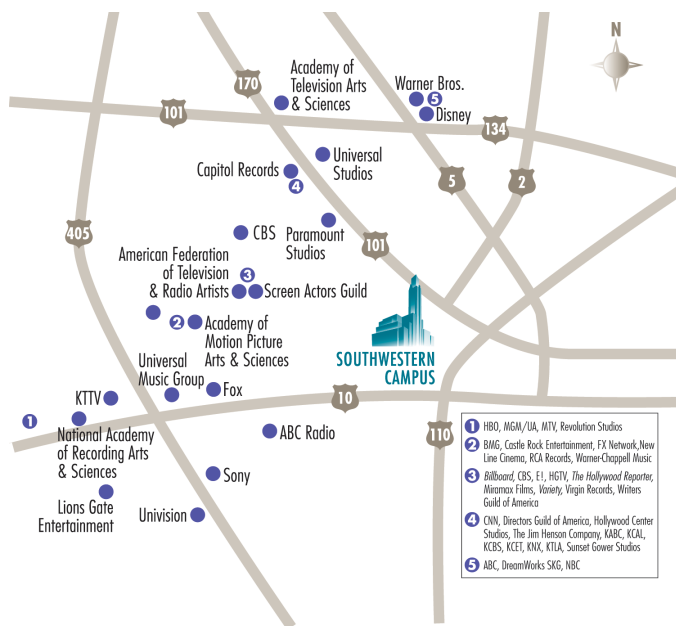 N
170
Academy of
Television Arts
& Sciences
Warner Bros.
5
Disney
101
134
Universal
Studios
Capitol Records
4
5
2
405
CBS
Paramount
Studios
101
American Federation
of Television
& Radio Artists
3
Screen Actors Guild
2
Academy of
Motion Picture
Arts & Sciences
SOUTHWESTERN
CAMPUS
Universal
Music Group
Fox
KTTV
10
1
National Academy
of Recording Arts
& Sciences
ABC Radio
110
Sony
Lions Gate
Entertainment
Univision
1 HBO, MGM/UA, MTV, Revolution Studios
2 BMG, Castle Rock Entertainment, FX Network,New
Line Cinema, RCA Records, Warner-Chappell Music
3 Billboard, CBS, E!, HGTV, The Hollywood Reporter,
Miramax Films, Variety, Virgin Records, Writers
Guild of America
4 CNN, Directors Guild of America, Hollywood Center
Studios, The Jim Henson Company, KABC, KCAL,
KCBS, KCET, KNX, KTLA, Sunset Gower Studios
5 ABC, DreamWorks SKG, NBC